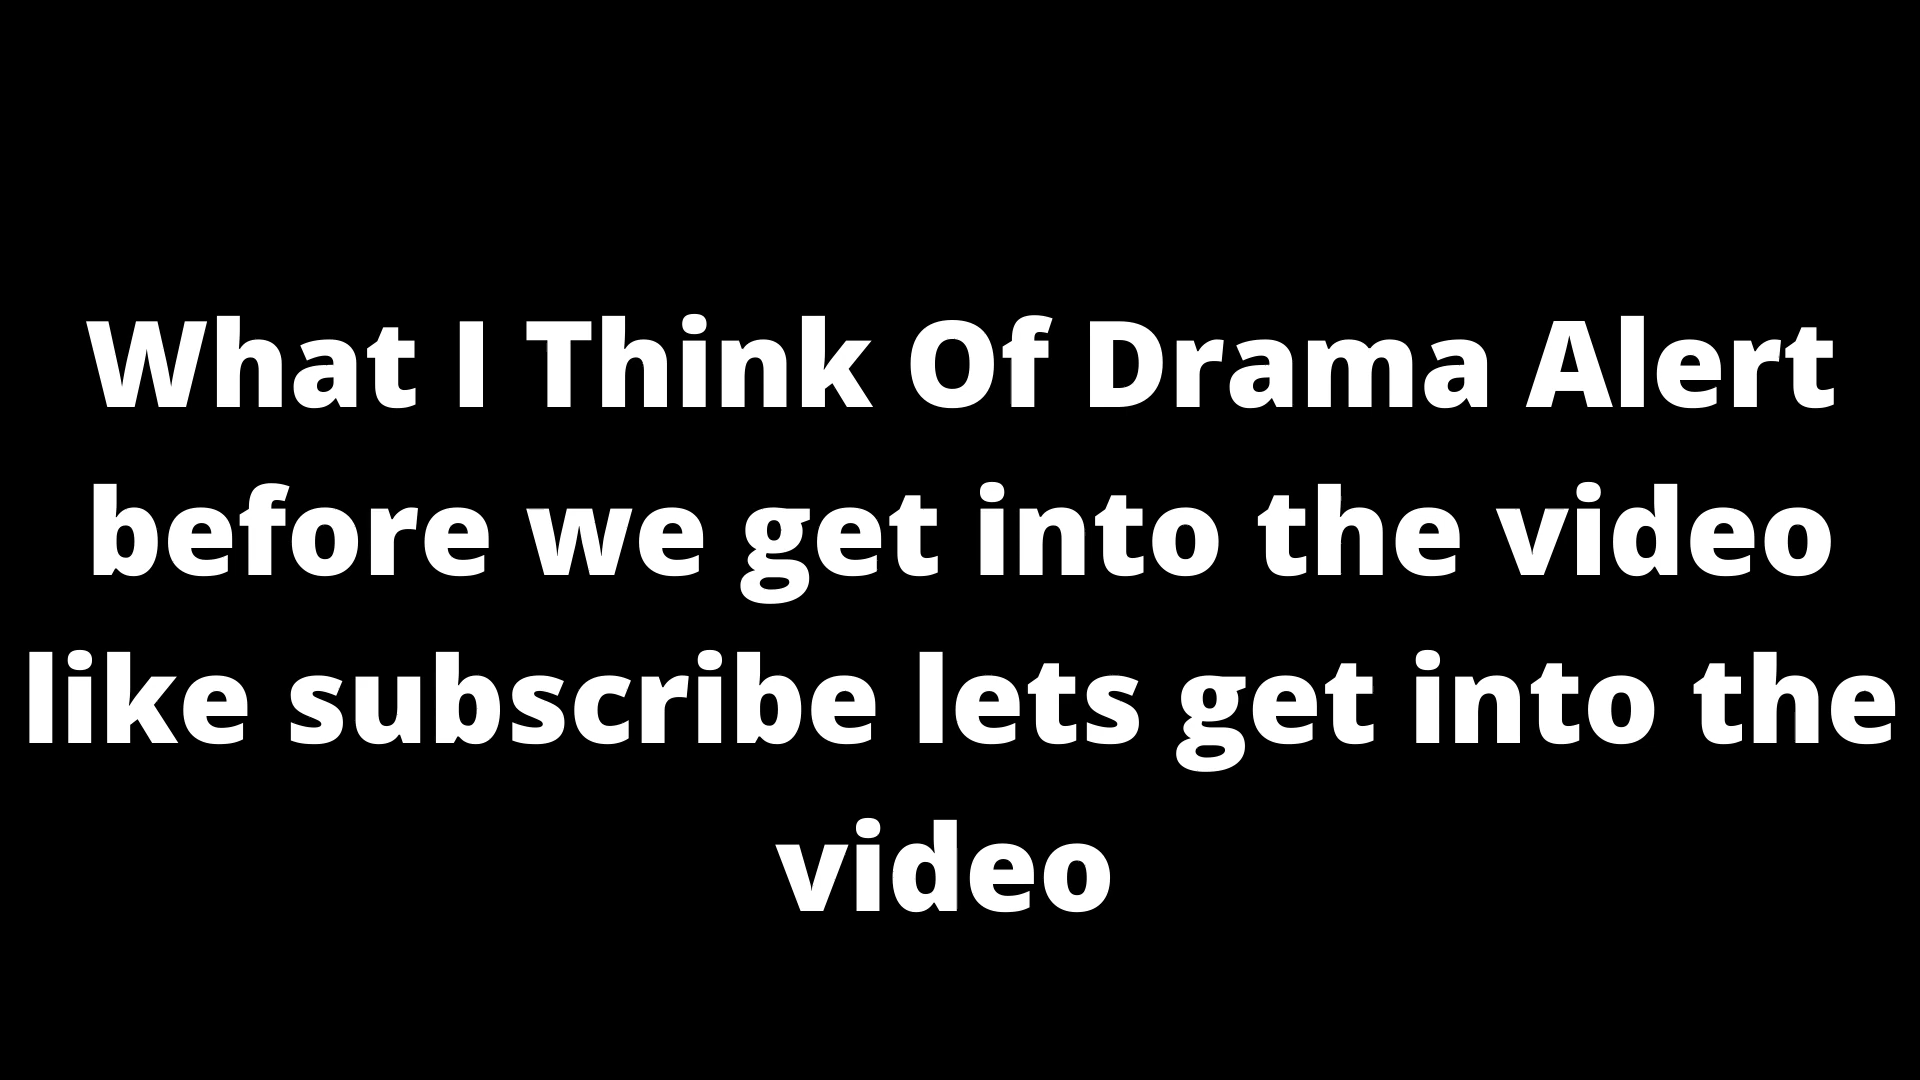 What I Think Of Drama Alert
before we get into the video
like subscribe lets get into the
video